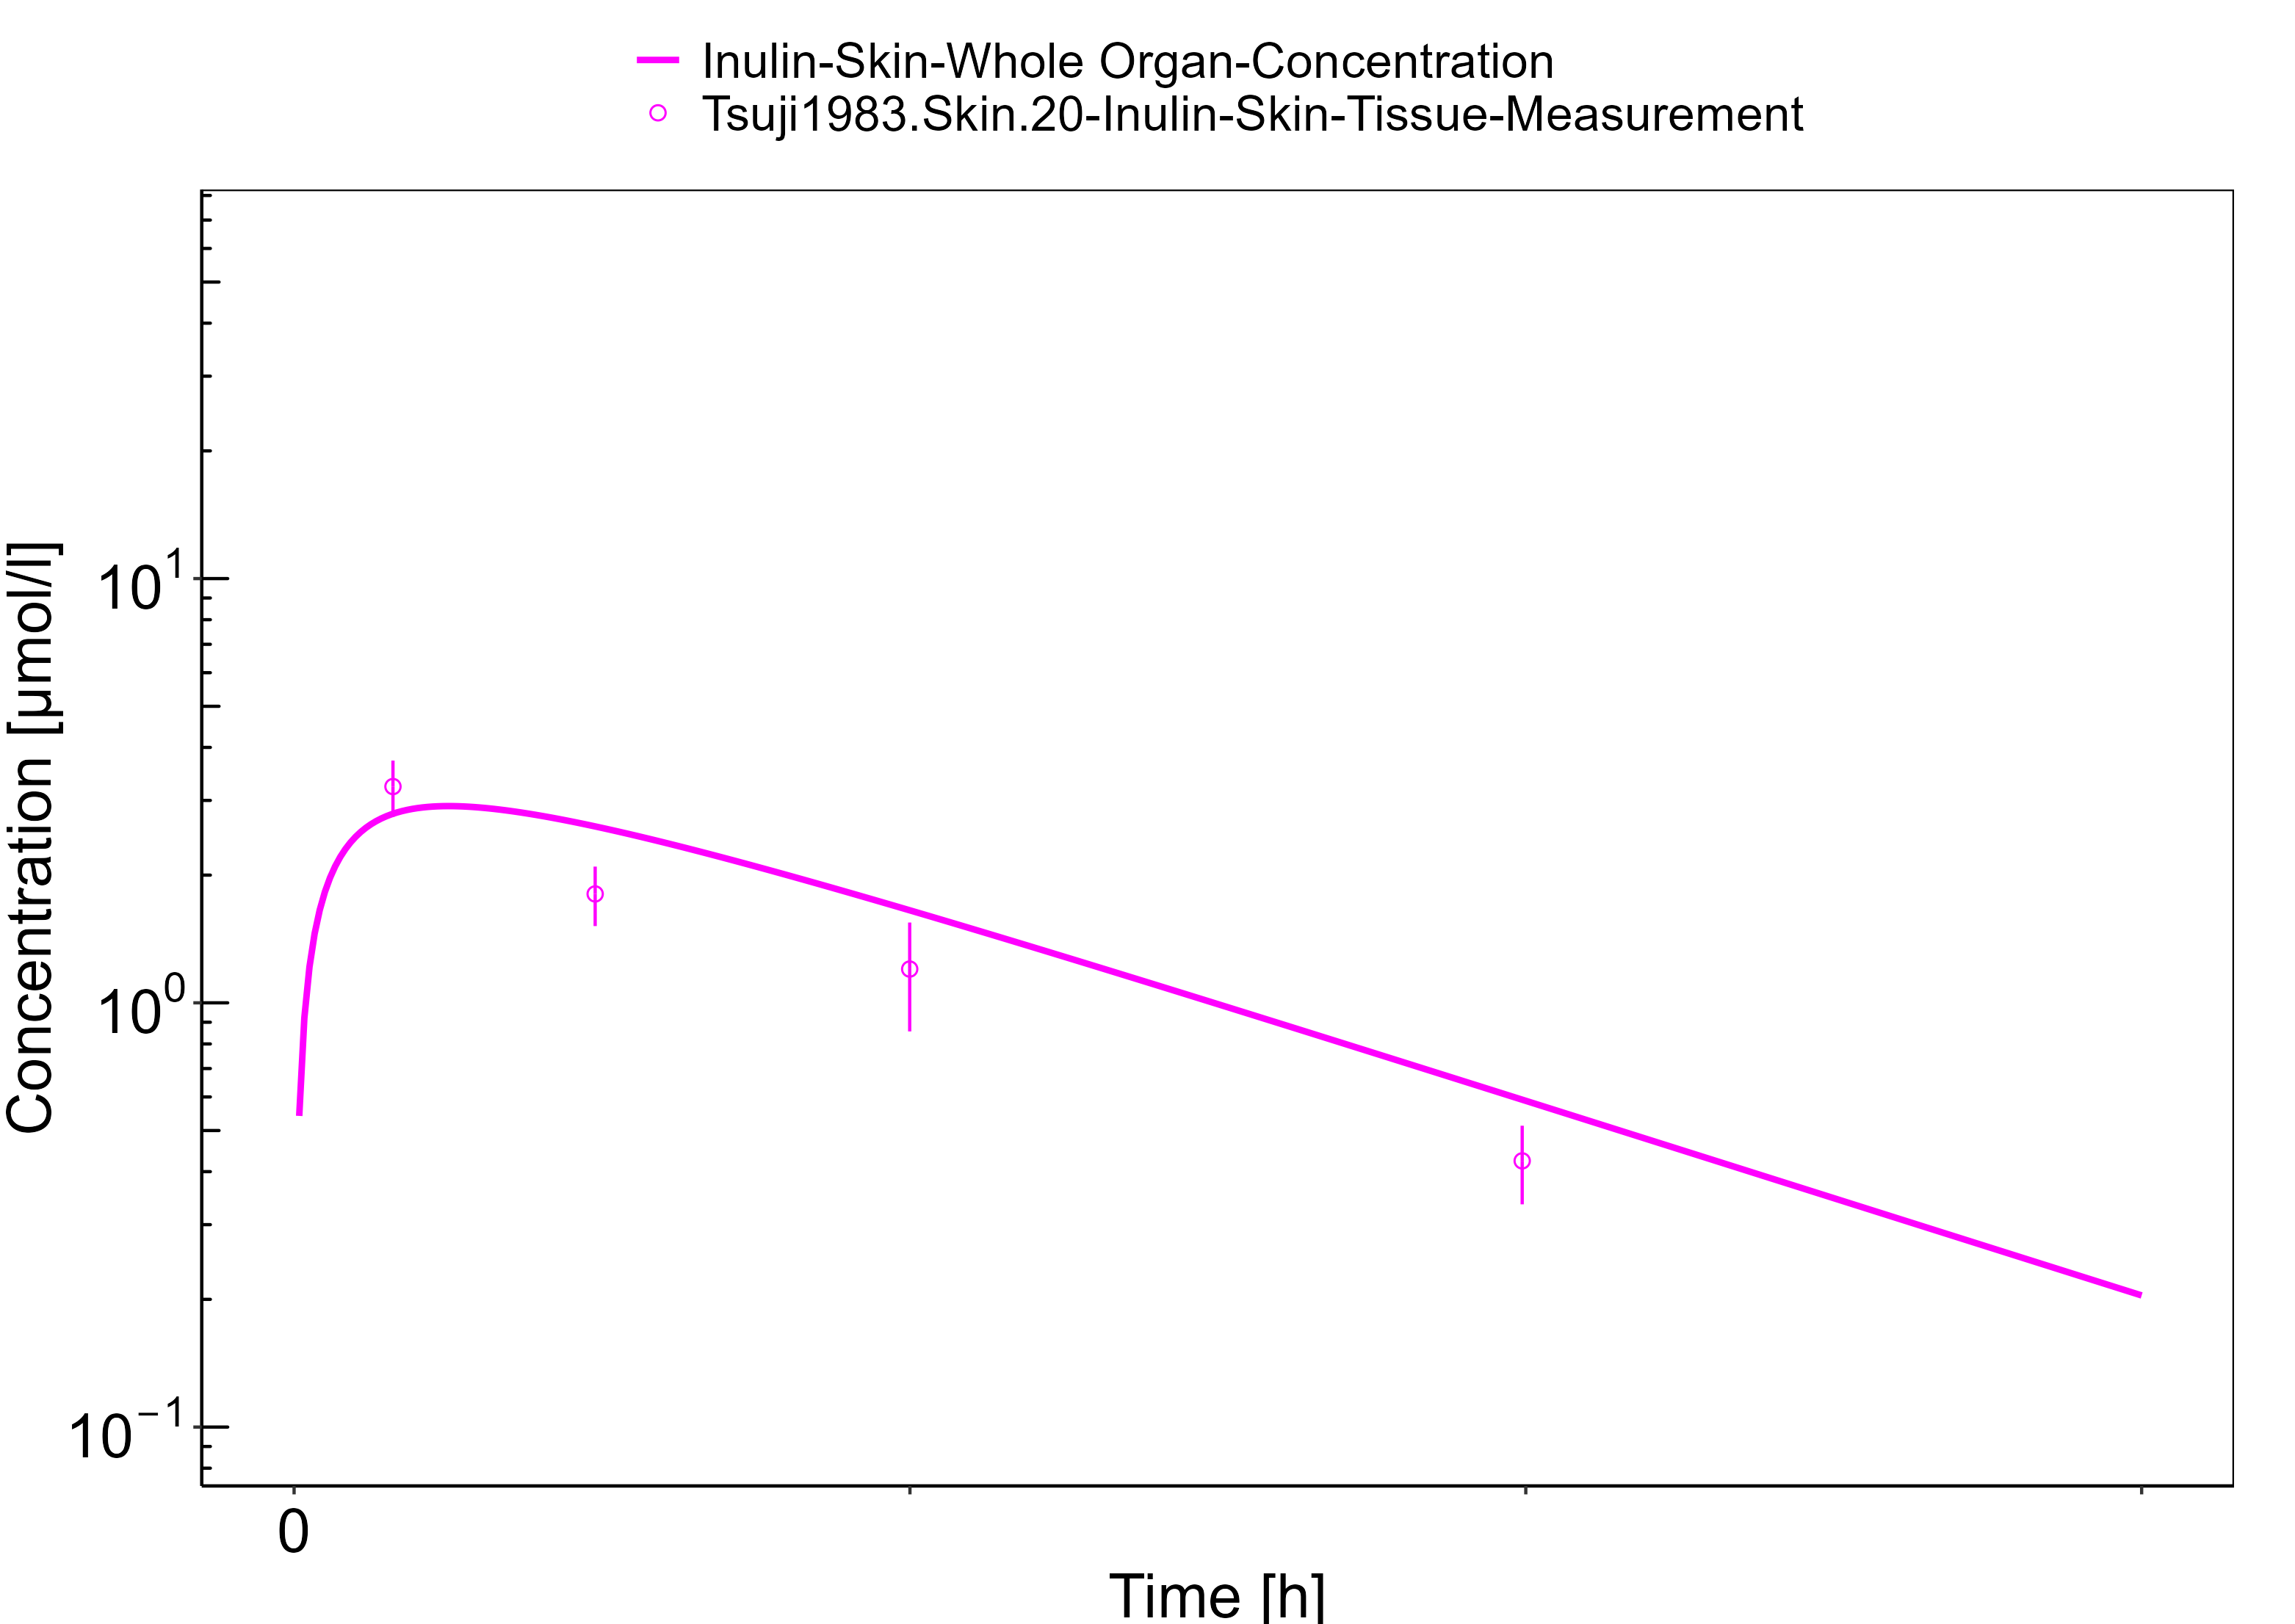 Inulin-Skin-Whole Organ-Concentration
Tsuji1983.Skin.20-Inulin-Skin-Tissue-Measurement
Concentration [µmol/l]
10¹
10⁰
10⁻¹
0
Time [h]